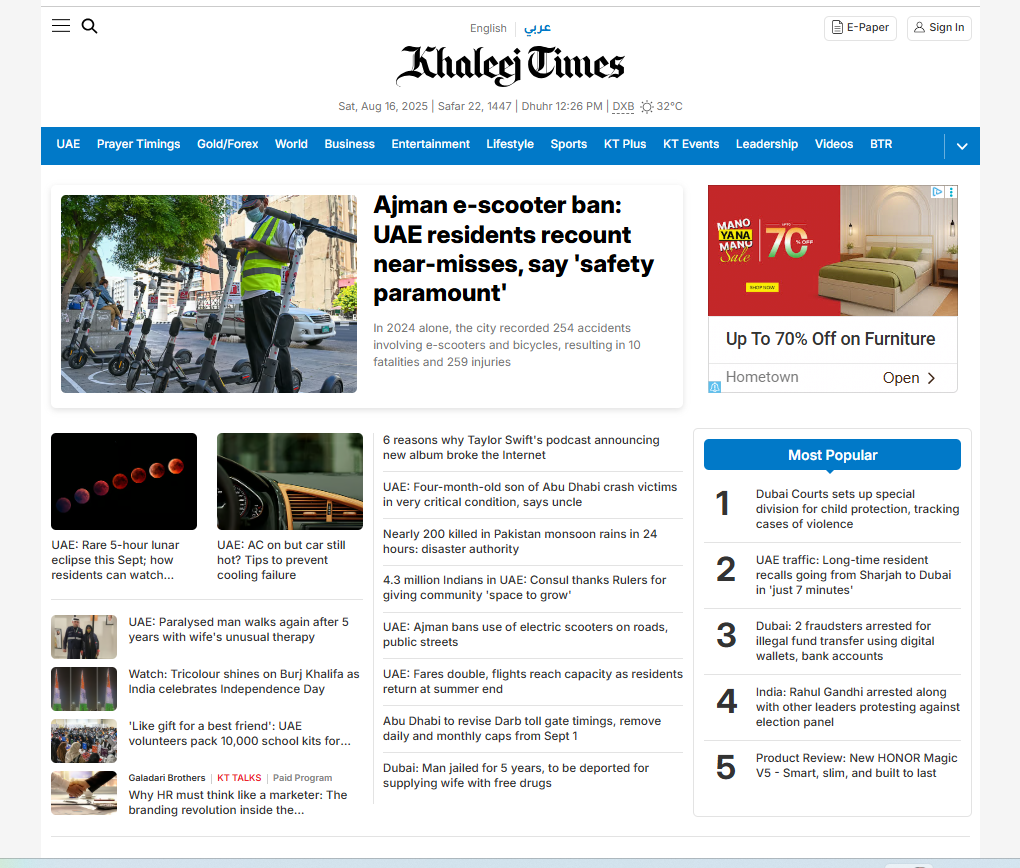 English
عربي
E-Paper
Sign In
Khaleej Times
Sat, Aug 16, 2025 | Safar 22, 1447 | Dhuhr 12:26 PM | DXB 32°C
UAE Prayer Timings Gold/Forex World Business Entertainment Lifestyle Sports KT Plus KT Events Leadership Videos BTR
Ajman e-scooter ban:
UAE residents recount
near-misses, say 'safety
paramount'
In 2024 alone, the city recorded 254 accidents
involving e-scooters and bicycles, resulting in 10
fatalities and 259 injuries
MANO
YA NA
MANO
Sale
UPTO
70% OFF
SHOP NOW
Up To 70% Off on Furniture
Hometown
Open
UAE: Rare 5-hour lunar
eclipse this Sept; how
residents can watch...
UAE: AC on but car still
hot? Tips to prevent
cooling failure
UAE: Paralysed man walks again after 5
years with wife's unusual therapy
Watch: Tricolour shines on Burj Khalifa as
India celebrates Independence Day
'Like gift for a best friend': UAE
volunteers pack 10,000 school kits for...
Galadari Brothers | KT TALKS | Paid Program
Why HR must think like a marketer: The
branding revolution inside the...
6 reasons why Taylor Swift's podcast announcing
new album broke the Internet
UAE: Four-month-old son of Abu Dhabi crash victims
in very critical condition, says uncle
Nearly 200 killed in Pakistan monsoon rains in 24
hours: disaster authority
4.3 million Indians in UAE: Consul thanks Rulers for
giving community 'space to grow'
UAE: Ajman bans use of electric scooters on roads,
public streets
UAE: Fares double, flights reach capacity as residents
return at summer end
Abu Dhabi to revise Darb toll gate timings, remove
daily and monthly caps from Sept 1
Dubai: Man jailed for 5 years, to be deported for
supplying wife with free drugs
Most Popular
1
Dubai Courts sets up special
division for child protection, tracking
cases of violence
2
UAE traffic: Long-time resident
recalls going from Sharjah to Dubai
in 'just 7 minutes'
3
Dubai: 2 fraudsters arrested for
illegal fund transfer using digital
wallets, bank accounts
4
India: Rahul Gandhi arrested along
with other leaders protesting against
election panel
5
Product Review: New HONOR Magic
V5 - Smart, slim, and built to last